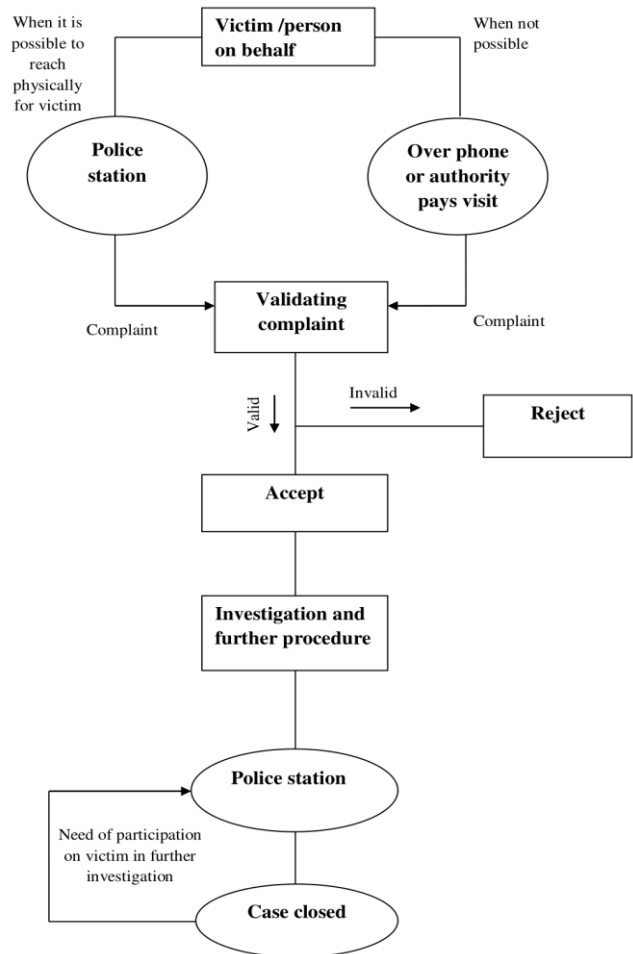 When it is
possible to
reach
physically
for victim
Victim /person
on behalf
When not
possible
Police
station
Over phone
or authority
pays visit
Validating
complaint
Complaint
Complaint
Valid
Invalid
Reject
Accept
Investigation and
further procedure
Police station
Need of participation
on victim in further
investigation
Case closed